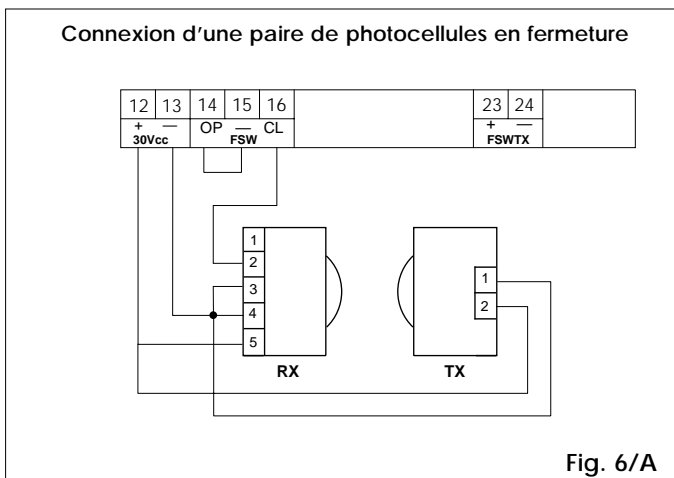 Connexion d'une paire de photocellules en fermeture
12 13 14 15 16 23 24
+ — OP — CL + —
30Vcc FSW FSWTX
1
2
3
4
5
1
2
RX TX
Fig. 6/A